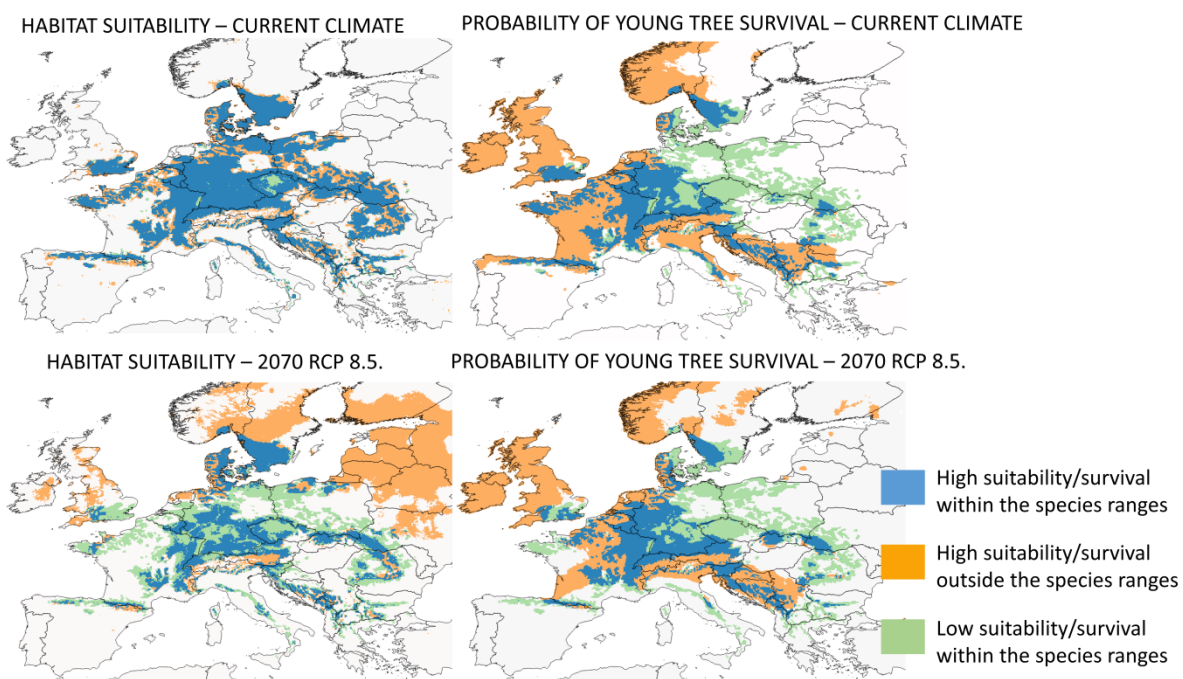 HABITAT SUITABILITY – CURRENT CLIMATE
PROBABILITY OF YOUNG TREE SURVIVAL – CURRENT CLIMATE
HABITAT SUITABILITY – 2070 RCP 8.5.
PROBABILITY OF YOUNG TREE SURVIVAL – 2070 RCP 8.5.
High suitability/survival
within the species ranges
High suitability/survival
outside the species ranges
Low suitability/survival
within the species ranges